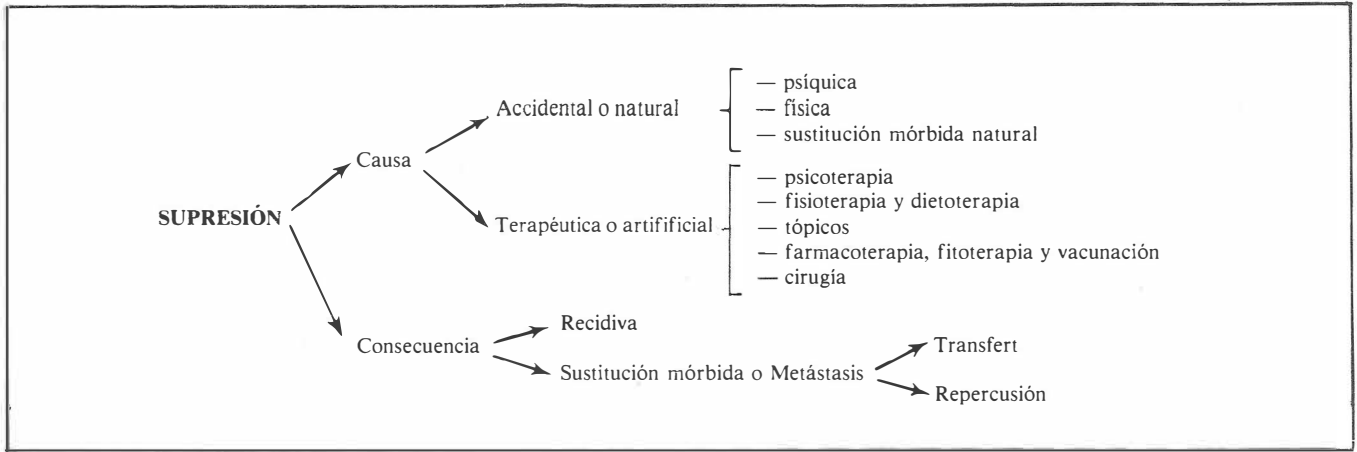 SUPRESIÓN
Causa
Accidental o natural
— psíquica
— física
— sustitución mórbida natural
Terapéutica o artifificial
— psicoterapia
— fisioterapia y dietoterapia
— tópicos
— farmacoterapia, fitoterapia y vacunación
— cirugía
Consecuencia
Recidiva
Sustitución mórbida o Metástasis
Transfert
Repercusión